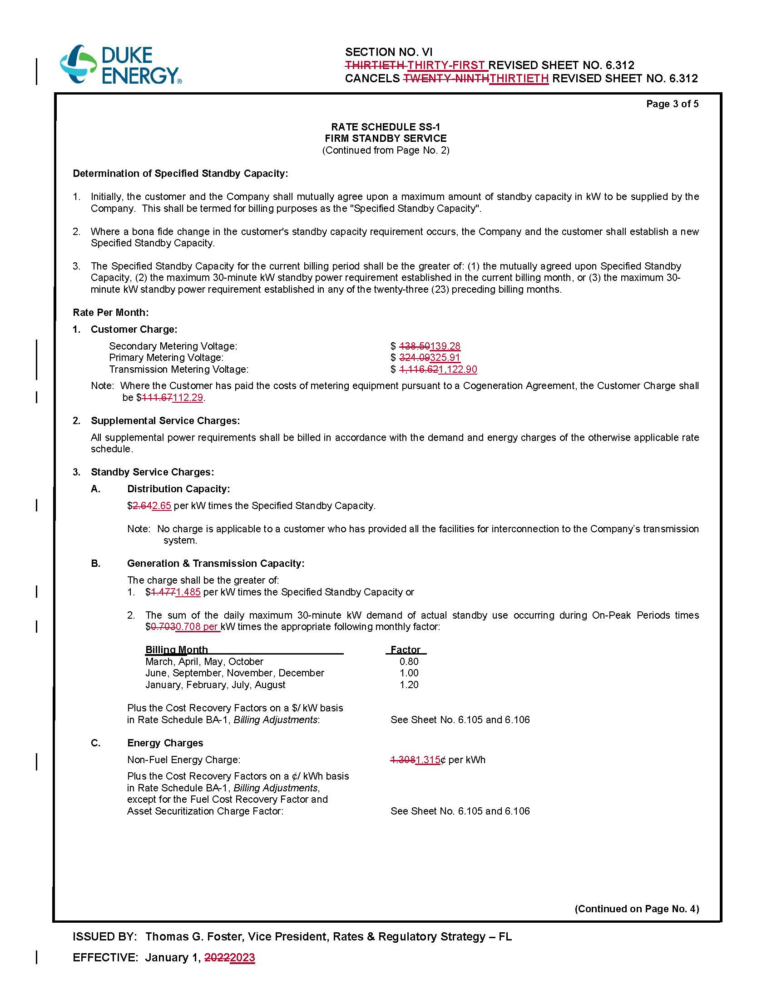 DUKE
ENERGY®
SECTION NO. VI
THIRTIETH THIRTY-FIRST REVISED SHEET NO. 6.312
CANCELS TWENTY-NINTHTHIRTIETH REVISED SHEET NO. 6.312
Page 3 of 5
RATE SCHEDULE SS-1
FIRM STANDBY SERVICE
(Continued from Page No. 2)
Determination of Specified Standby Capacity:
1. Initially, the customer and the Company shall mutually agree upon a maximum amount of standby capacity in kW to be supplied by the
Company. This shall be termed for billing purposes as the "Specified Standby Capacity".
2. Where a bona fide change in the customer's standby capacity requirement occurs, the Company and the customer shall establish a new
Specified Standby Capacity.
3. The Specified Standby Capacity for the current billing period shall be the greater of: (1) the mutually agreed upon Specified Standby
Capacity, (2) the maximum 30-minute kW standby power requirement established in the current billing month, or (3) the maximum 30-
minute kW standby power requirement established in any of the twenty-three (23) preceding billing months.
Rate Per Month:
1. Customer Charge:
Secondary Metering Voltage: $ 138.50139.28
Primary Metering Voltage: $ 324.09325.91
Transmission Metering Voltage: $ 1,116.621,122.90
Note: Where the Customer has paid the costs of metering equipment pursuant to a Cogeneration Agreement, the Customer Charge shall
be $111.67112.29.
2. Supplemental Service Charges:
All supplemental power requirements shall be billed in accordance with the demand and energy charges of the otherwise applicable rate
schedule.
3. Standby Service Charges:
A. Distribution Capacity:
$2.642.65 per kW times the Specified Standby Capacity.
Note: No charge is applicable to a customer who has provided all the facilities for interconnection to the Company’s transmission
system.
B. Generation & Transmission Capacity:
The charge shall be the greater of:
1. $1.4771.485 per kW times the Specified Standby Capacity or
2. The sum of the daily maximum 30-minute kW demand of actual standby use occurring during On-Peak Periods times
$0.7030.708 per kW times the appropriate following monthly factor:
Billing Month Factor
March, April, May, October 0.80
June, September, November, December 1.00
January, February, July, August 1.20
Plus the Cost Recovery Factors on a $/ kW basis
in Rate Schedule BA-1, Billing Adjustments: See Sheet No. 6.105 and 6.106
C. Energy Charges
Non-Fuel Energy Charge: 1.3081.315¢ per kWh
Plus the Cost Recovery Factors on a ¢/ kWh basis
in Rate Schedule BA-1, Billing Adjustments,
except for the Fuel Cost Recovery Factor and
Asset Securitization Charge Factor: See Sheet No. 6.105 and 6.106
(Continued on Page No. 4)
ISSUED BY: Thomas G. Foster, Vice President, Rates & Regulatory Strategy – FL
EFFECTIVE: January 1, 20222023